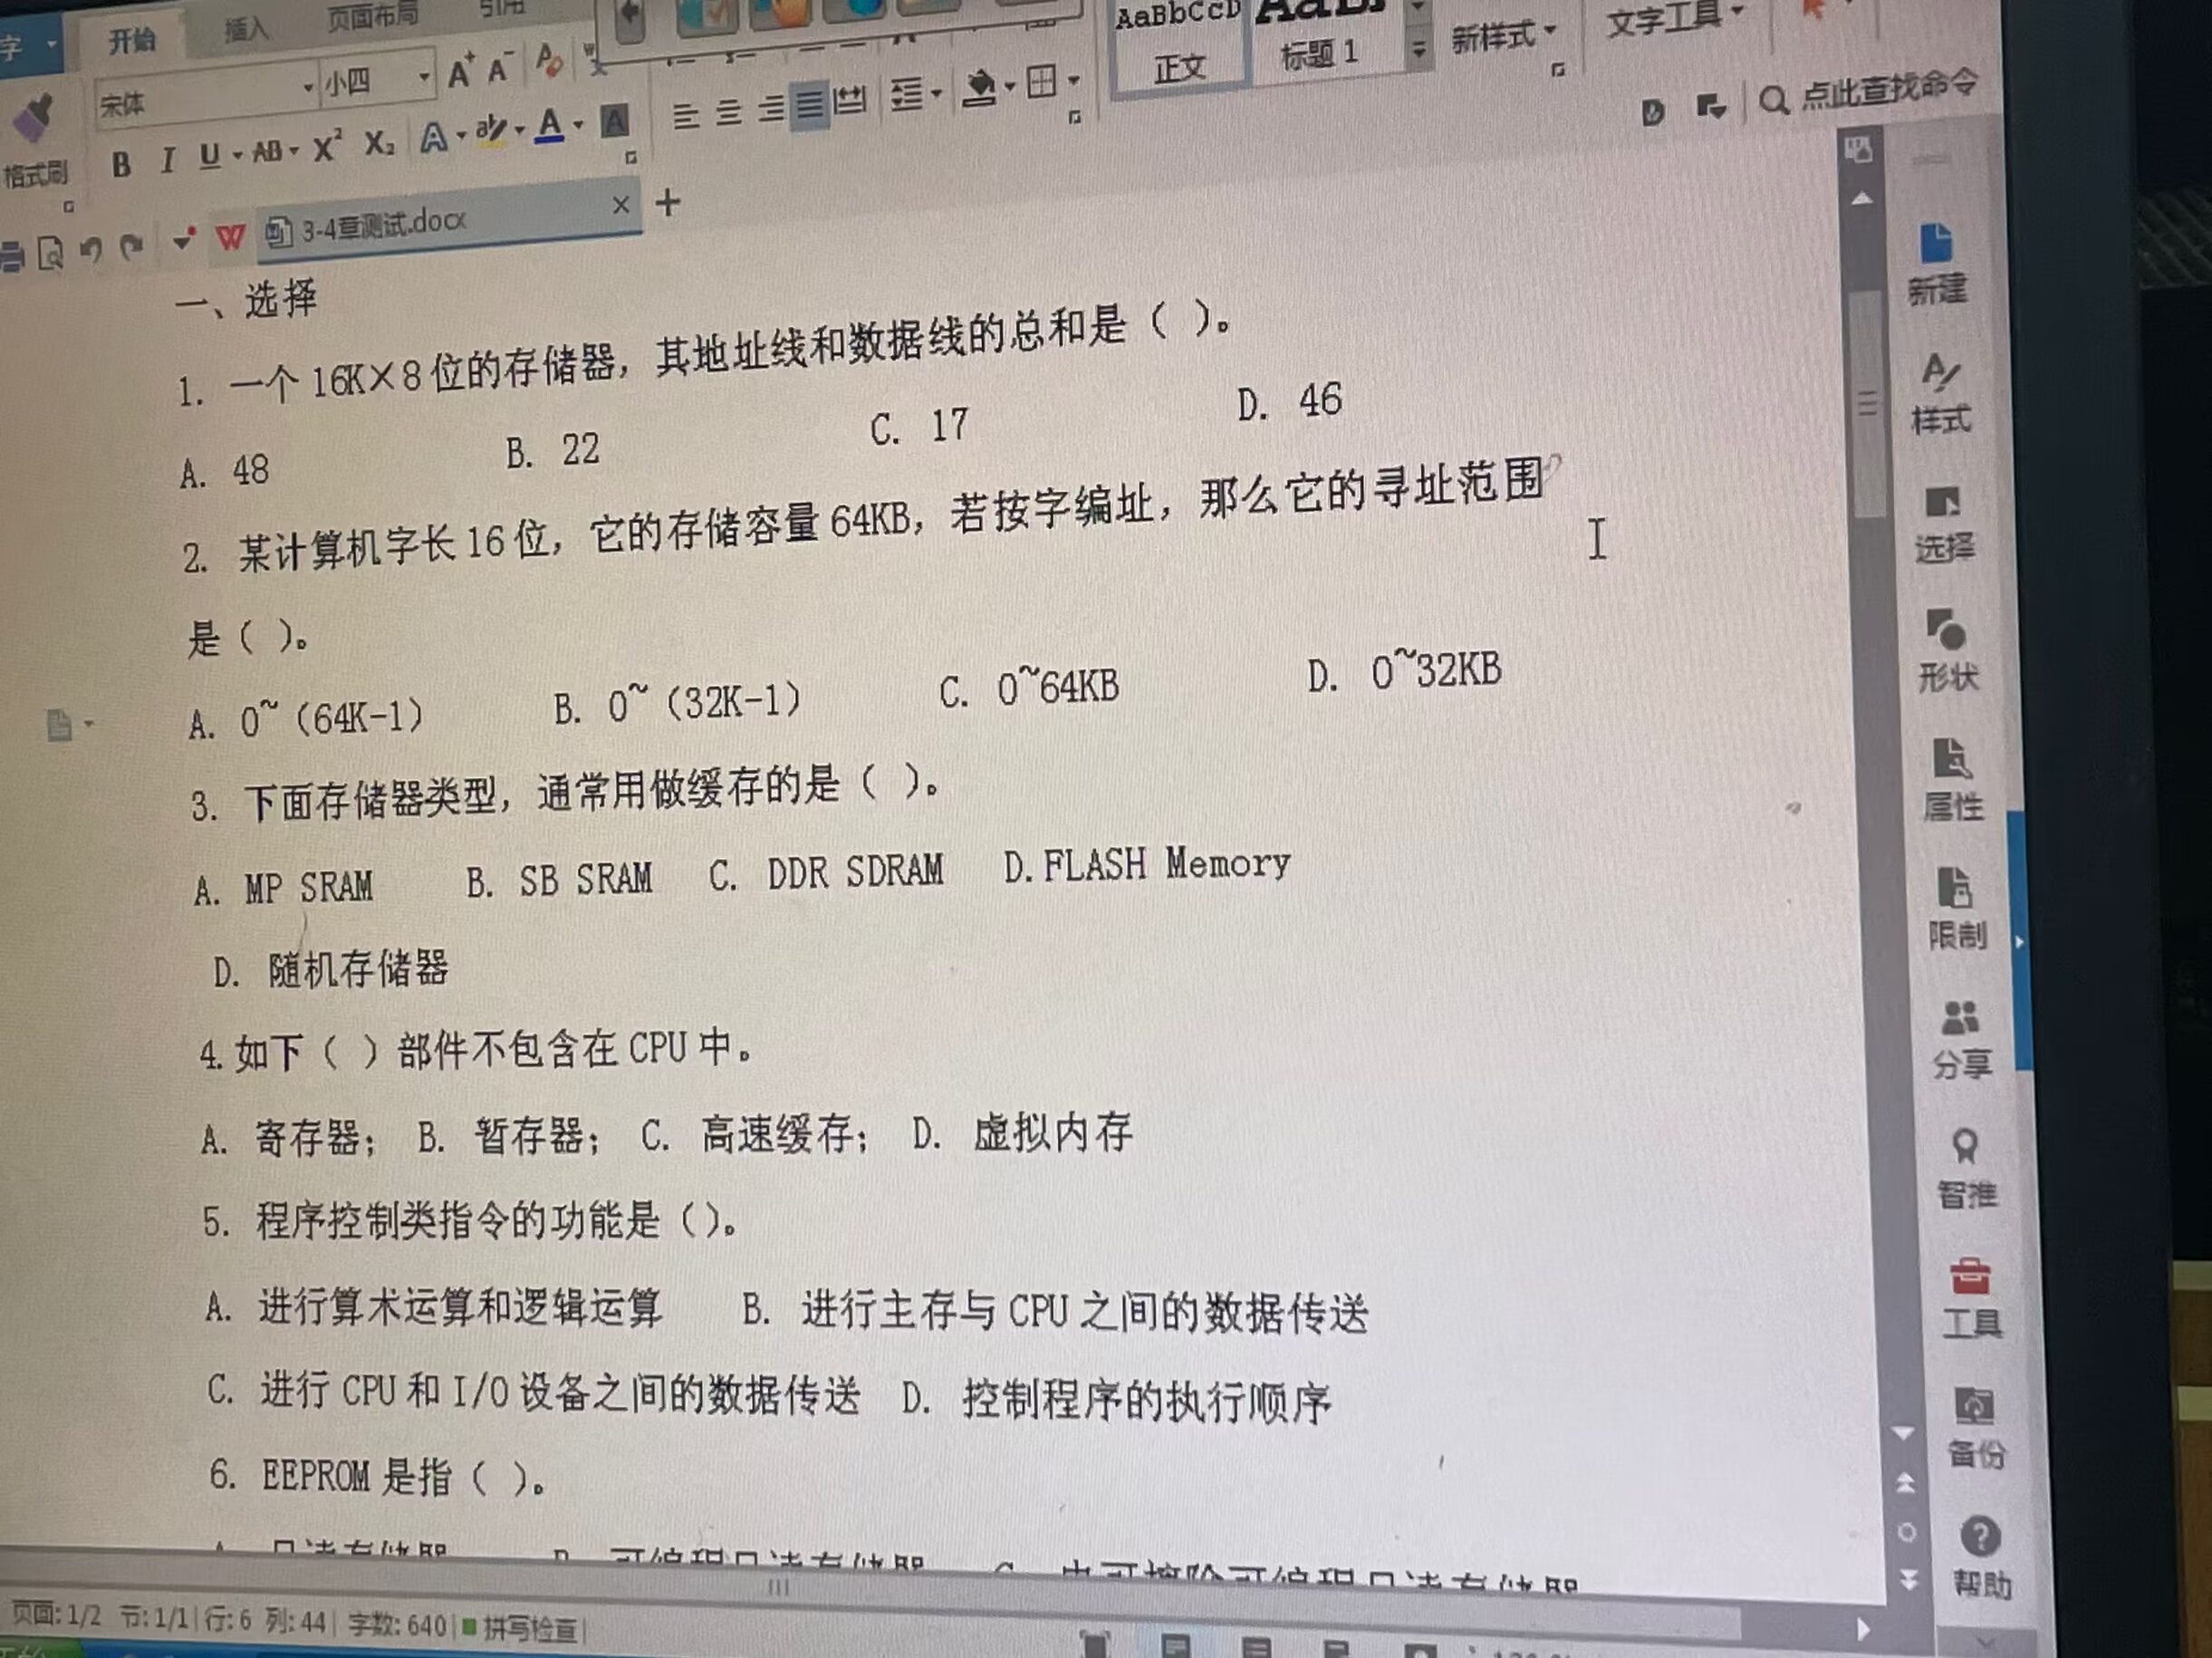 字 开始 插入 页面布局 引用
宋体 小四 A+ A- AaBbCcD 正文 标题 1 新样式 文字工具
格式刷 B I U AB X² X₂ A ab A A 点此查找命令
W 3-4章测试.docx × +
一、选择
1. 一个 16K×8 位的存储器，其地址线和数据线的总和是（ ）。
A. 48 B. 22 C. 17 D. 46
2. 某计算机字长 16 位，它的存储容量 64KB，若按字编址，那么它的寻址范围
是（ ）。
A. 0~（64K-1） B. 0~（32K-1） C. 0~64KB D. 0~32KB
3. 下面存储器类型，通常用做缓存的是（ ）。
A. MP SRAM B. SB SRAM C. DDR SDRAM D.FLASH Memory
D. 随机存储器
4.如下（ ）部件不包含在 CPU 中。
A. 寄存器； B. 暂存器； C. 高速缓存； D. 虚拟内存
5. 程序控制类指令的功能是（）。
A. 进行算术运算和逻辑运算 B. 进行主存与 CPU 之间的数据传送
C. 进行 CPU 和 I/O 设备之间的数据传送 D. 控制程序的执行顺序
6. EEPROM 是指（ ）。
新建
样式
选择
形状
属性
限制
分享
智推
工具
备份
帮助
页面: 1/2 节: 1/1 行: 6 列: 44 字数: 640 拼写检查